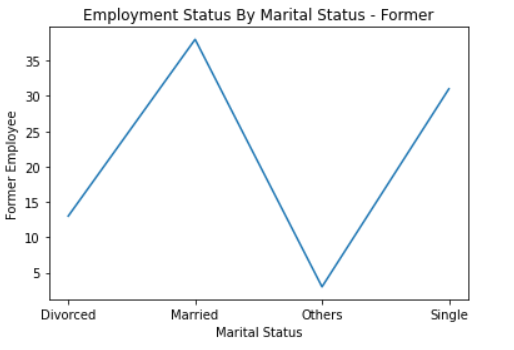 Employment Status By Marital Status - Former
35
30
25
20
15
10
5
Former Employee
Divorced Married Others Single
Marital Status